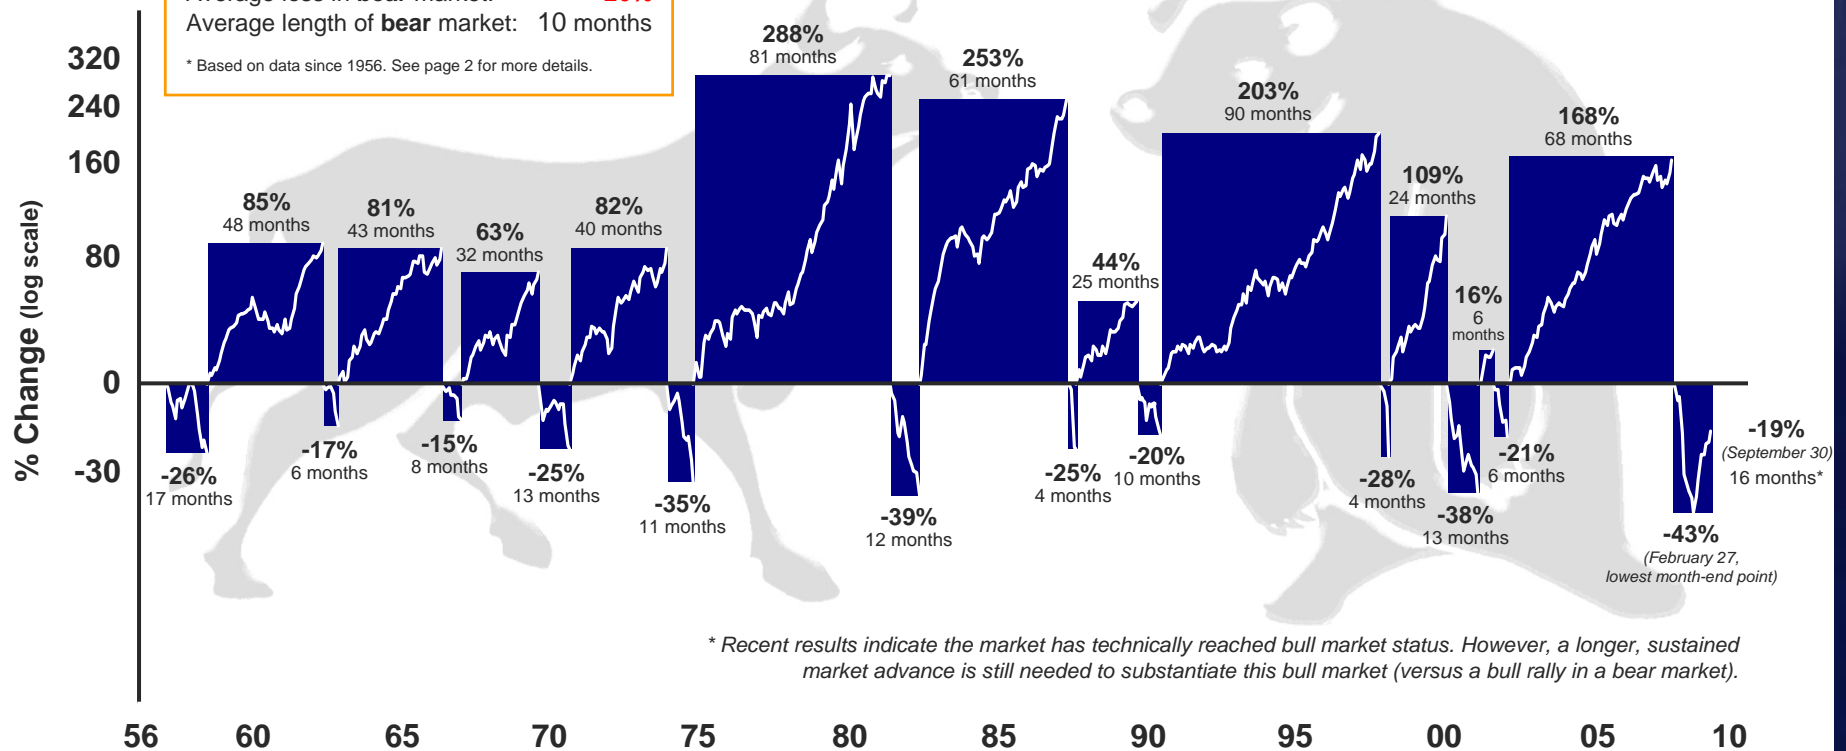 Average length of bear market: 10 months
* Based on data since 1956. See page 2 for more details.
% Change (log scale)
320
240
160
80
0
-30
85%
48 months
81%
43 months
63%
32 months
82%
40 months
288%
81 months
253%
61 months
44%
25 months
203%
90 months
109%
24 months
16%
6
months
168%
68 months
-26%
17 months
-17%
6 months
-15%
8 months
-25%
13 months
-35%
11 months
-39%
12 months
-25%
4 months
-20%
10 months
-28%
4 months
-38%
13 months
-21%
6 months
-43%
(February 27,
lowest month-end point)
-19%
(September 30)
16 months*
* Recent results indicate the market has technically reached bull market status. However, a longer, sustained
market advance is still needed to substantiate this bull market (versus a bull rally in a bear market).
56 60 65 70 75 80 85 90 95 00 05 10